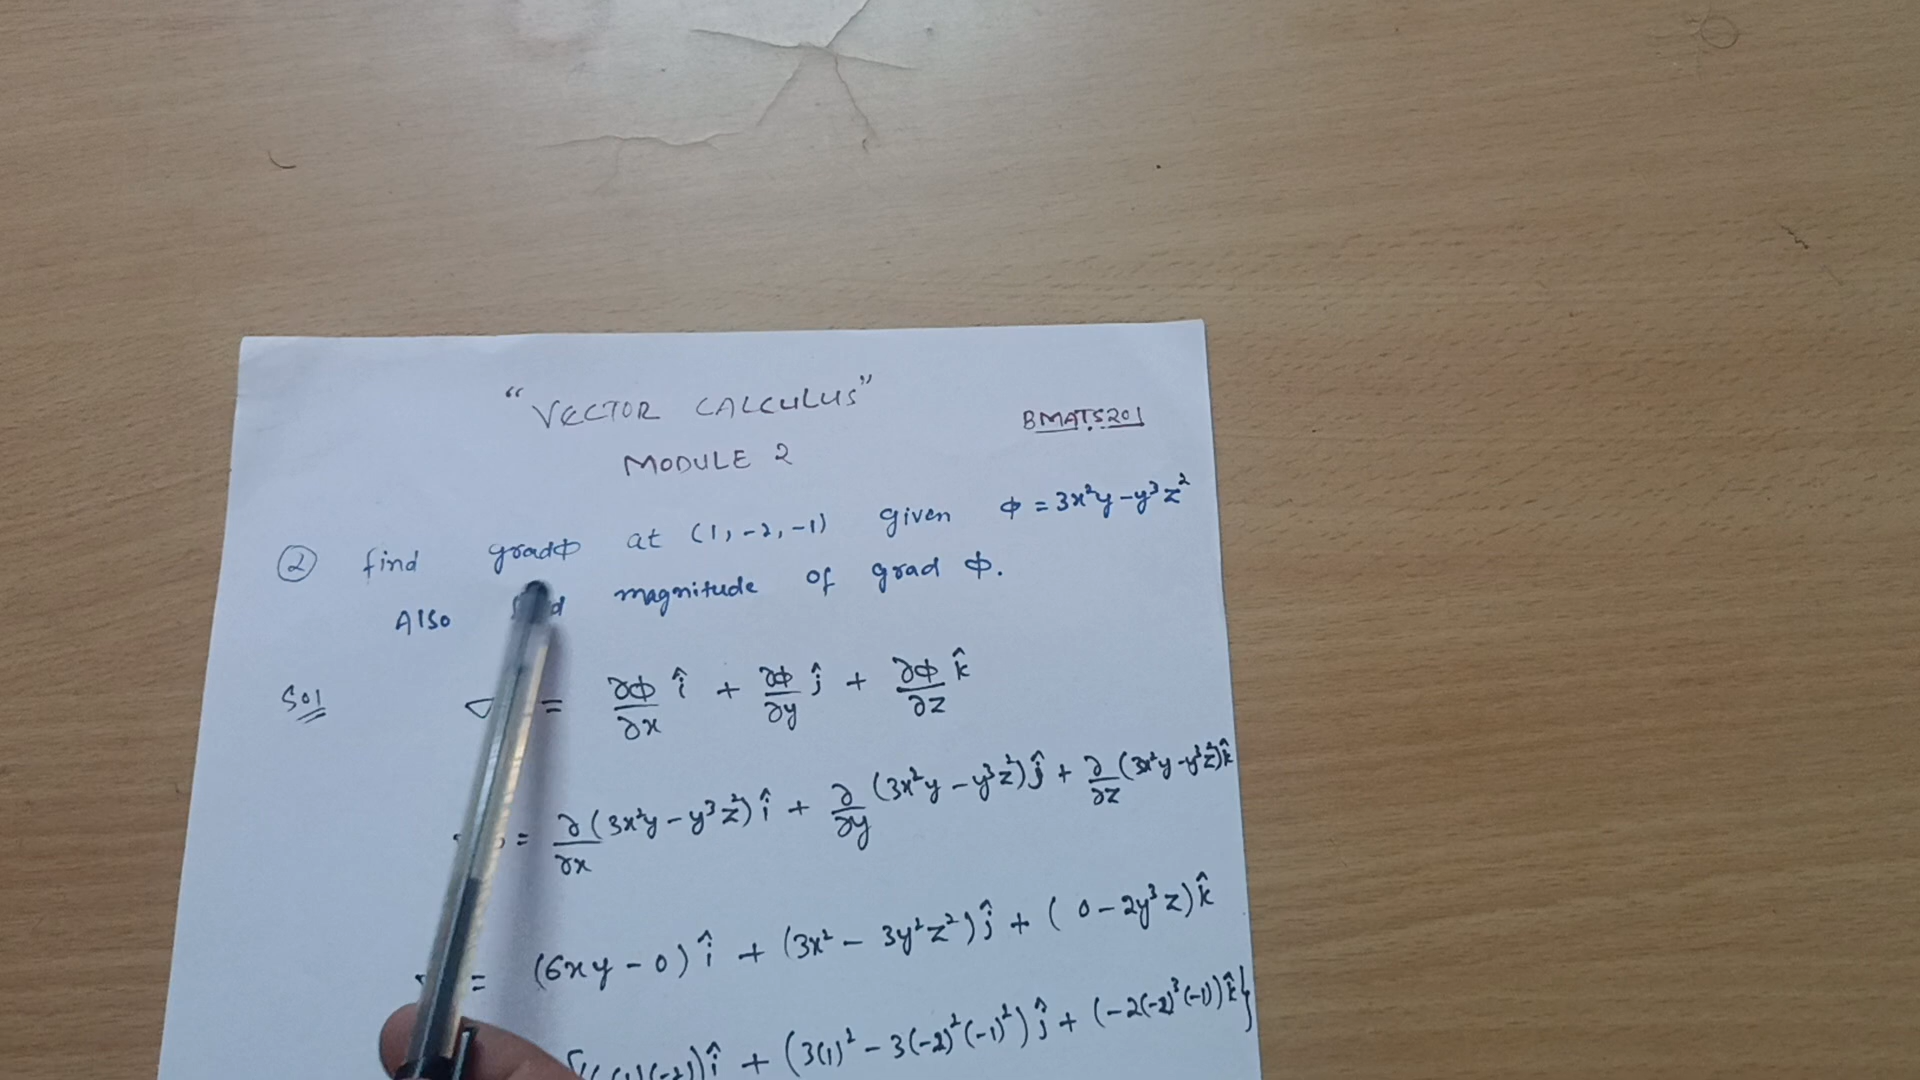 "VECTOR CALCULUS"
BMATS201
MODULE 2
② find gradϕ at (1, -2, -1) given ϕ = 3x²y - y³z²
Also magnitude of grad ϕ.
Sol = ∂ϕ/∂x î + ∂ϕ/∂y ĵ + ∂ϕ/∂z k̂
= ∂/∂x (3x²y - y³z²) î + ∂/∂y (3x²y - y³z²) ĵ + ∂/∂z (3x²y - y³z²) k̂
= (6xy - 0) î + (3x² - 3y²z²) ĵ + (0 - 2y³z) k̂
(-2)) î + (3(1)² - 3(-2)²(-1)²) ĵ + (-2(-2)³(-1)) k̂}